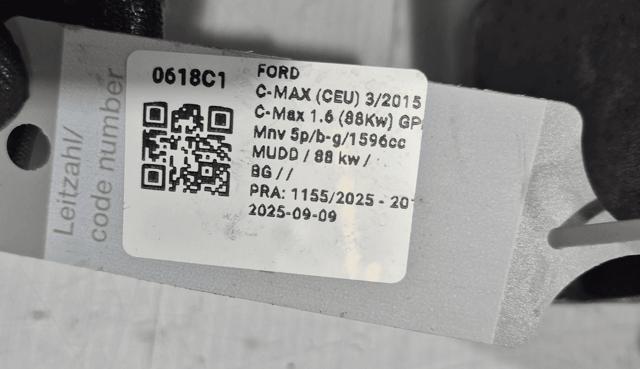 Leitzahl/
code number
0618C1
FORD
C-MAX (CEU) 3/2015
C-Max 1.6 (88Kw) GP
Mnv 5p/b-g/1596cc
MUDD / 88 kw /
BG / /
PRA: 1155/2025 - 20
2025-09-09